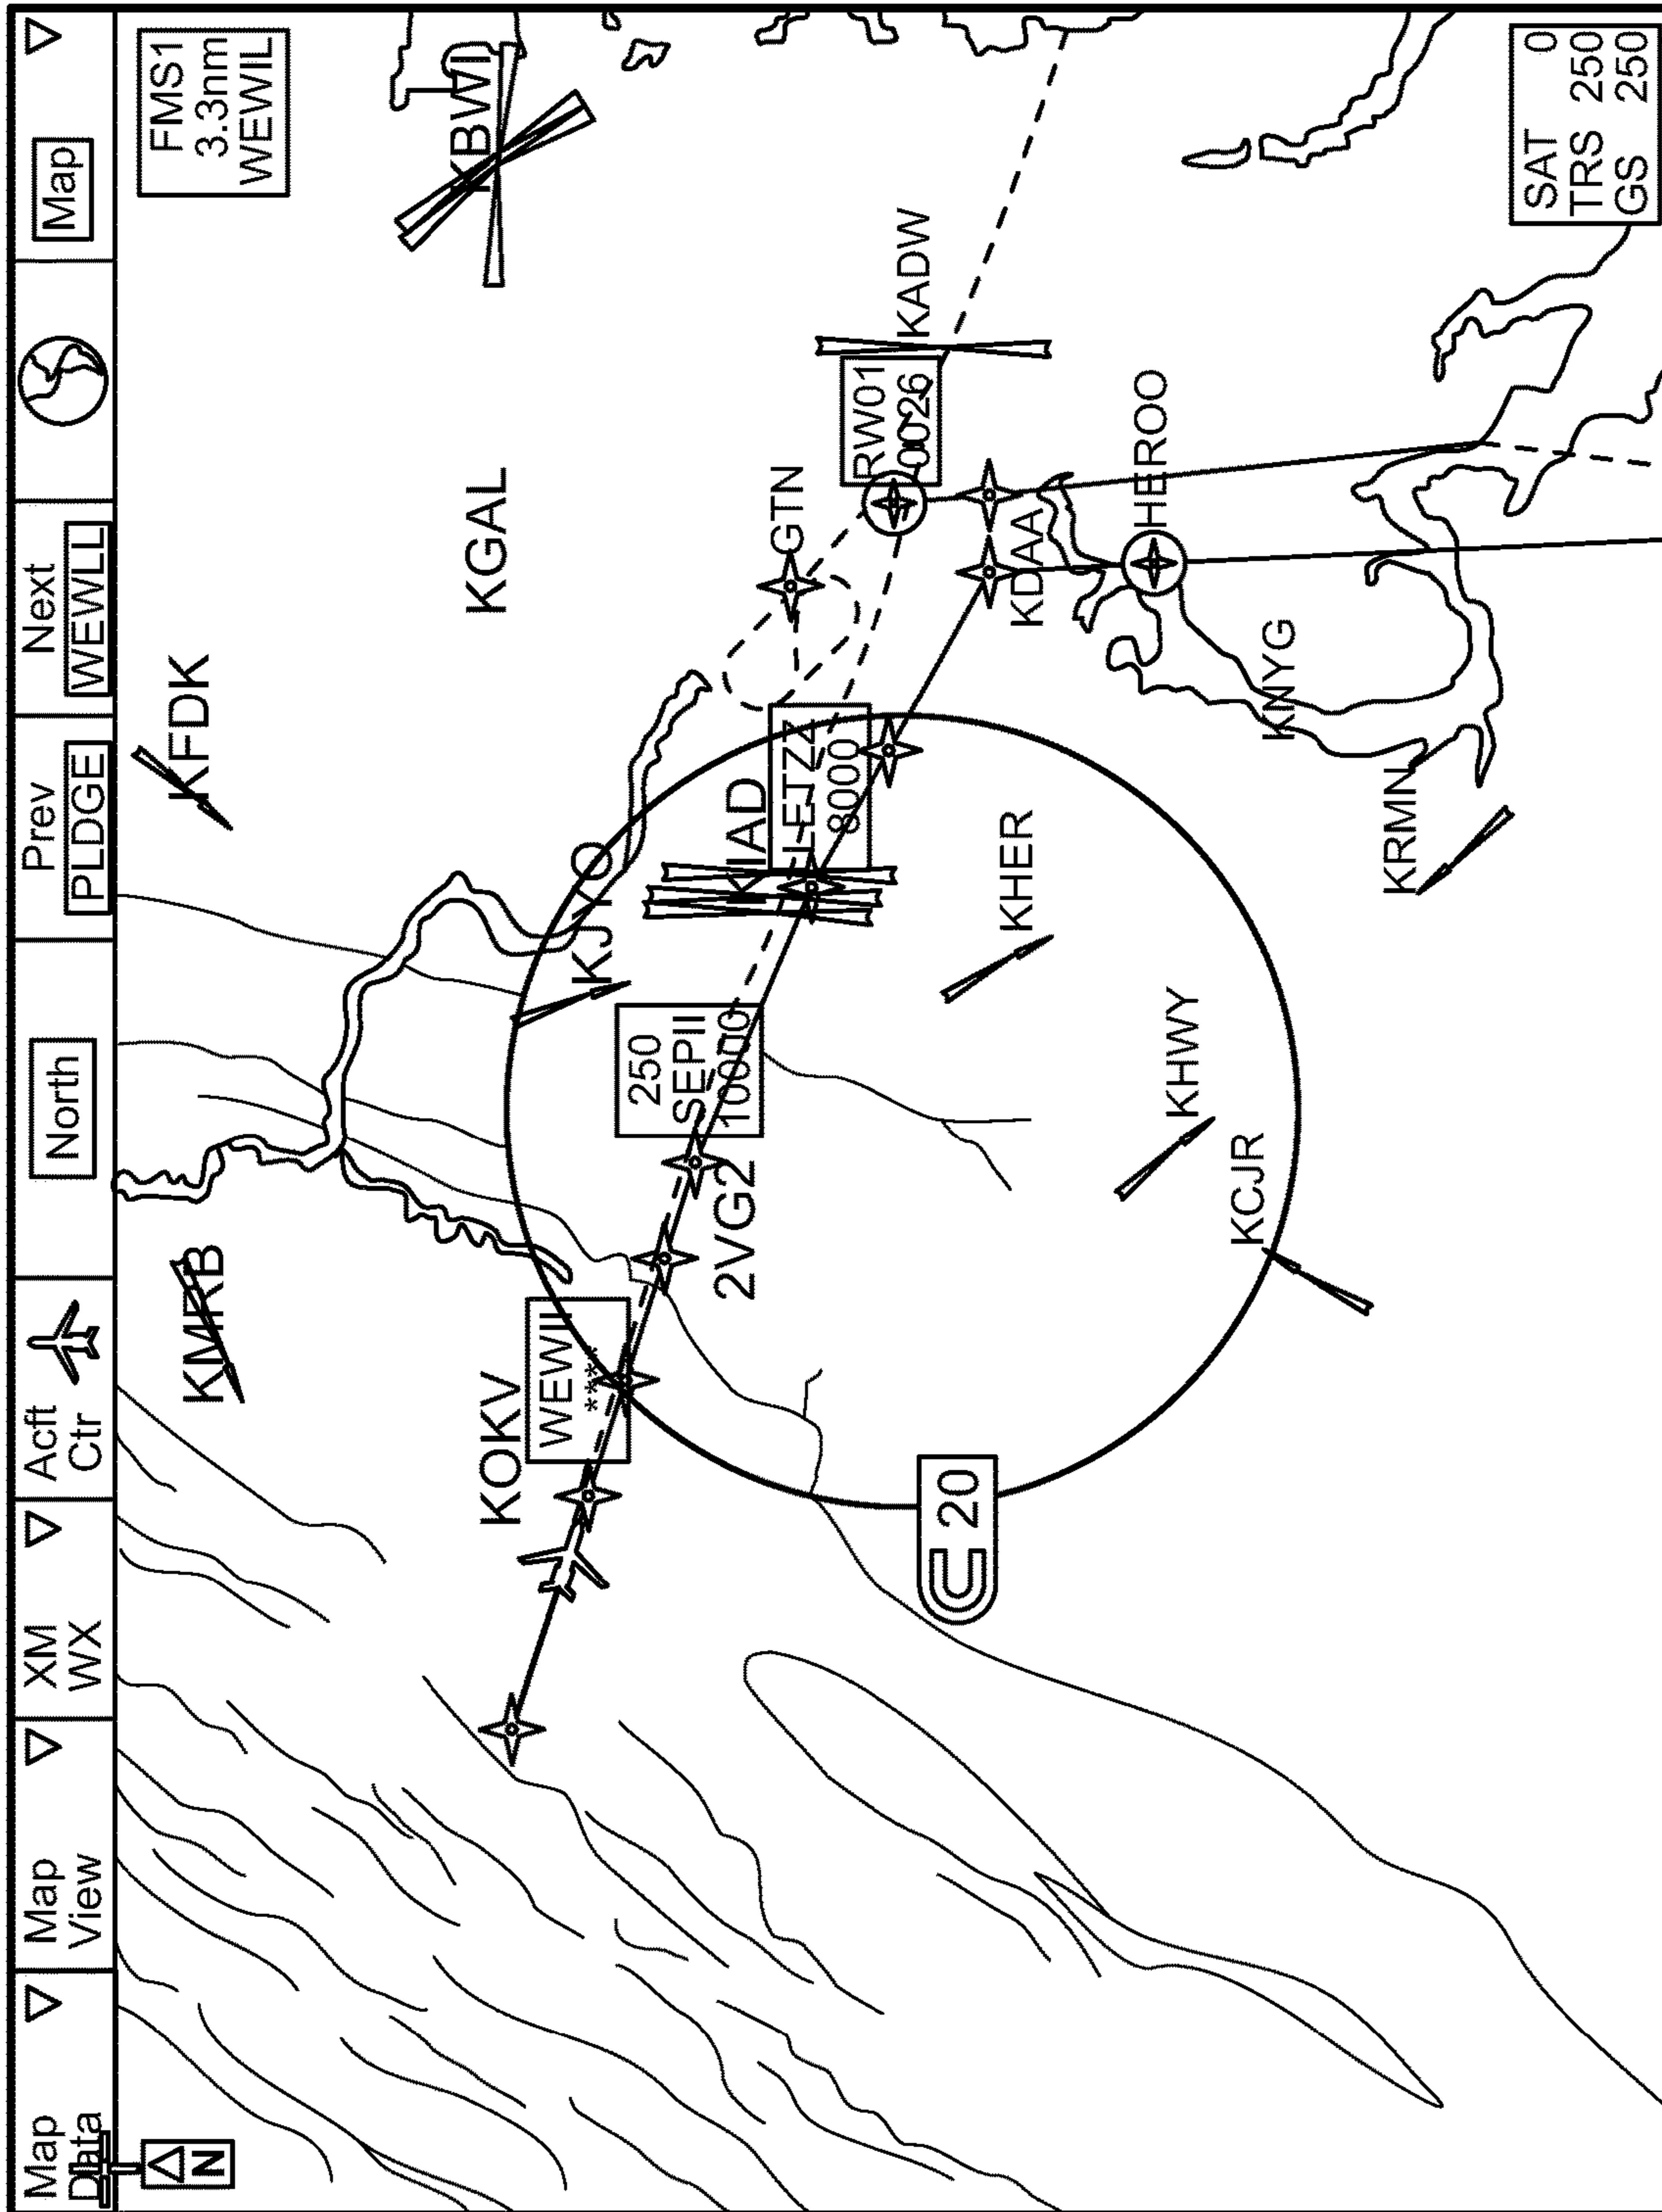 Map
Data
Map
View
XM
WX
Acft
Ctr
North
Prev
PLDGE
Next
WEWLL
Map
N
FMS1
3.3nm
WEWIL
KMRB
KFDK
KBWI
KGAL
KOKV
WEWIL
****
KJYO
250
SEPII
10000
2VG2
KIAD
LETZZ
8000
GTN
RW01
0026
KADW
KDAA
HEROO
KHER
KHWY
KCJR
KNYG
KRMN
20
SAT 0
TRS 250
GS 250